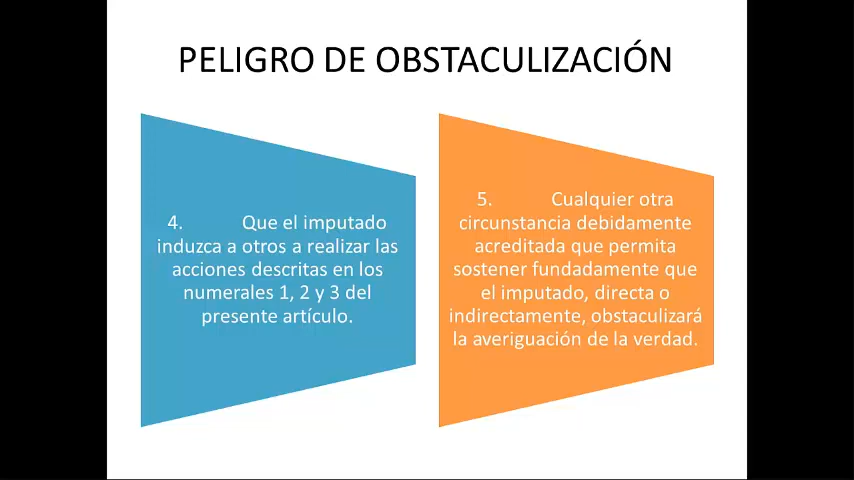 PELIGRO DE OBSTACULIZACIÓN
4. Que el imputado
induzca a otros a realizar las
acciones descritas en los
numerales 1, 2 y 3 del
presente artículo.
5. Cualquier otra
circunstancia debidamente
acreditada que permita
sostener fundadamente que
el imputado, directa o
indirectamente, obstaculizará
la averiguación de la verdad.